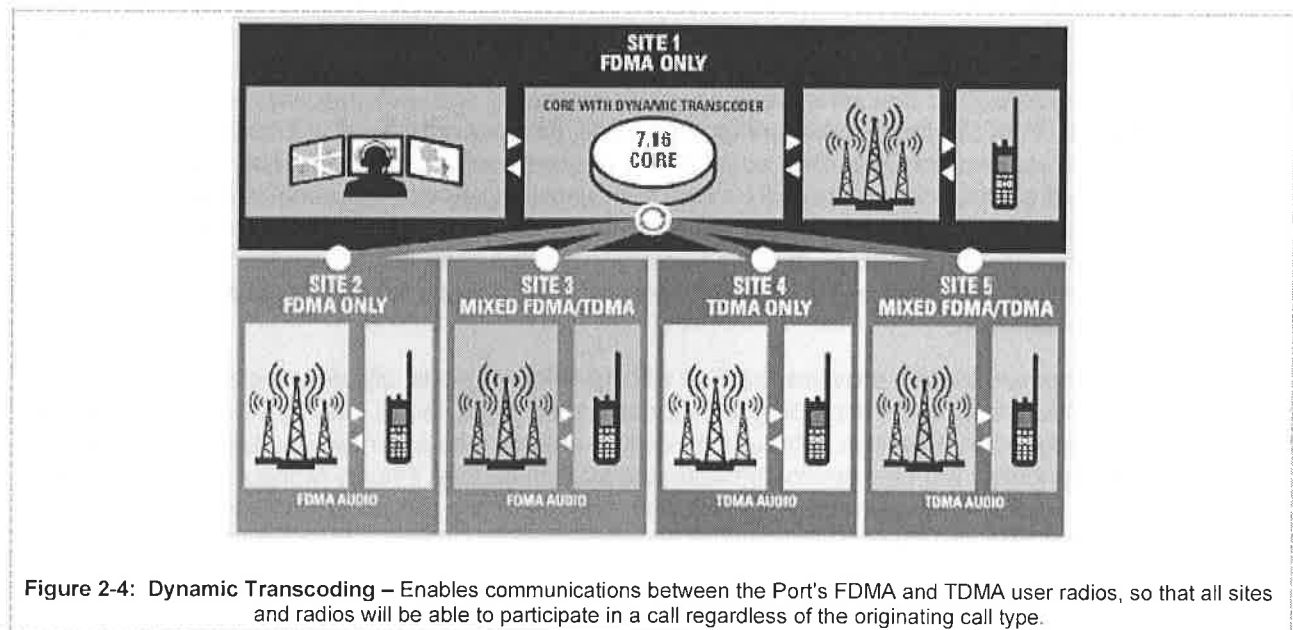 SITE 1
FDMA ONLY
CORE WITH DYNAMIC TRANSCODER
7.16
CORE
SITE 2
FDMA ONLY
SITE 3
MIXED FDMA/TDMA
SITE 4
TDMA ONLY
SITE 5
MIXED FDMA/TDMA
FDMA AUDIO
FDMA AUDIO
TDMA AUDIO
TDMA AUDIO
Figure 2-4: Dynamic Transcoding – Enables communications between the Port's FDMA and TDMA user radios, so that all sites
and radios will be able to participate in a call regardless of the originating call type.